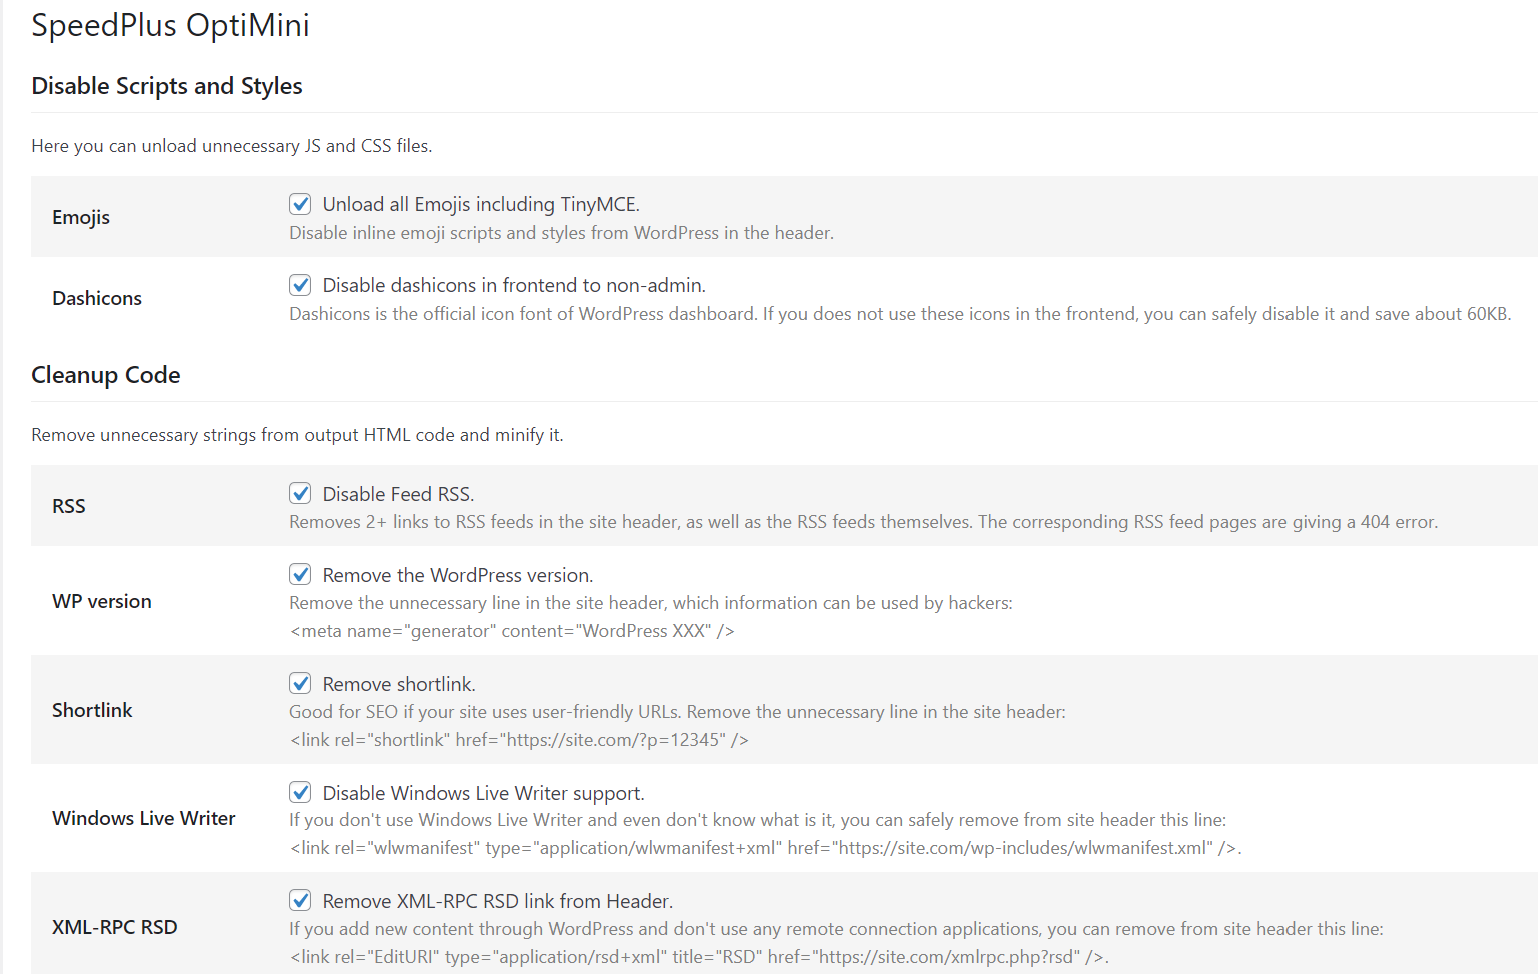 SpeedPlus OptiMini
Disable Scripts and Styles
Here you can unload unnecessary JS and CSS files.
Emojis
Unload all Emojis including TinyMCE.
Disable inline emoji scripts and styles from WordPress in the header.
Dashicons
Disable dashicons in frontend to non-admin.
Dashicons is the official icon font of WordPress dashboard. If you does not use these icons in the frontend, you can safely disable it and save about 60KB.
Cleanup Code
Remove unnecessary strings from output HTML code and minify it.
RSS
Disable Feed RSS.
Removes 2+ links to RSS feeds in the site header, as well as the RSS feeds themselves. The corresponding RSS feed pages are giving a 404 error.
WP version
Remove the WordPress version.
Remove the unnecessary line in the site header, which information can be used by hackers:
<meta name="generator" content="WordPress XXX" />
Shortlink
Remove shortlink.
Good for SEO if your site uses user-friendly URLs. Remove the unnecessary line in the site header:
<link rel="shortlink" href="https://site.com/?p=12345" />
Windows Live Writer
Disable Windows Live Writer support.
If you don't use Windows Live Writer and even don't know what is it, you can safely remove from site header this line:
<link rel="wlwmanifest" type="application/wlwmanifest+xml" href="https://site.com/wp-includes/wlwmanifest.xml" />.
XML-RPC RSD
Remove XML-RPC RSD link from Header.
If you add new content through WordPress and don't use any remote connection applications, you can remove from site header this line:
<link rel="EditURI" type="application/rsd+xml" title="RSD" href="https://site.com/xmlrpc.php?rsd" />.